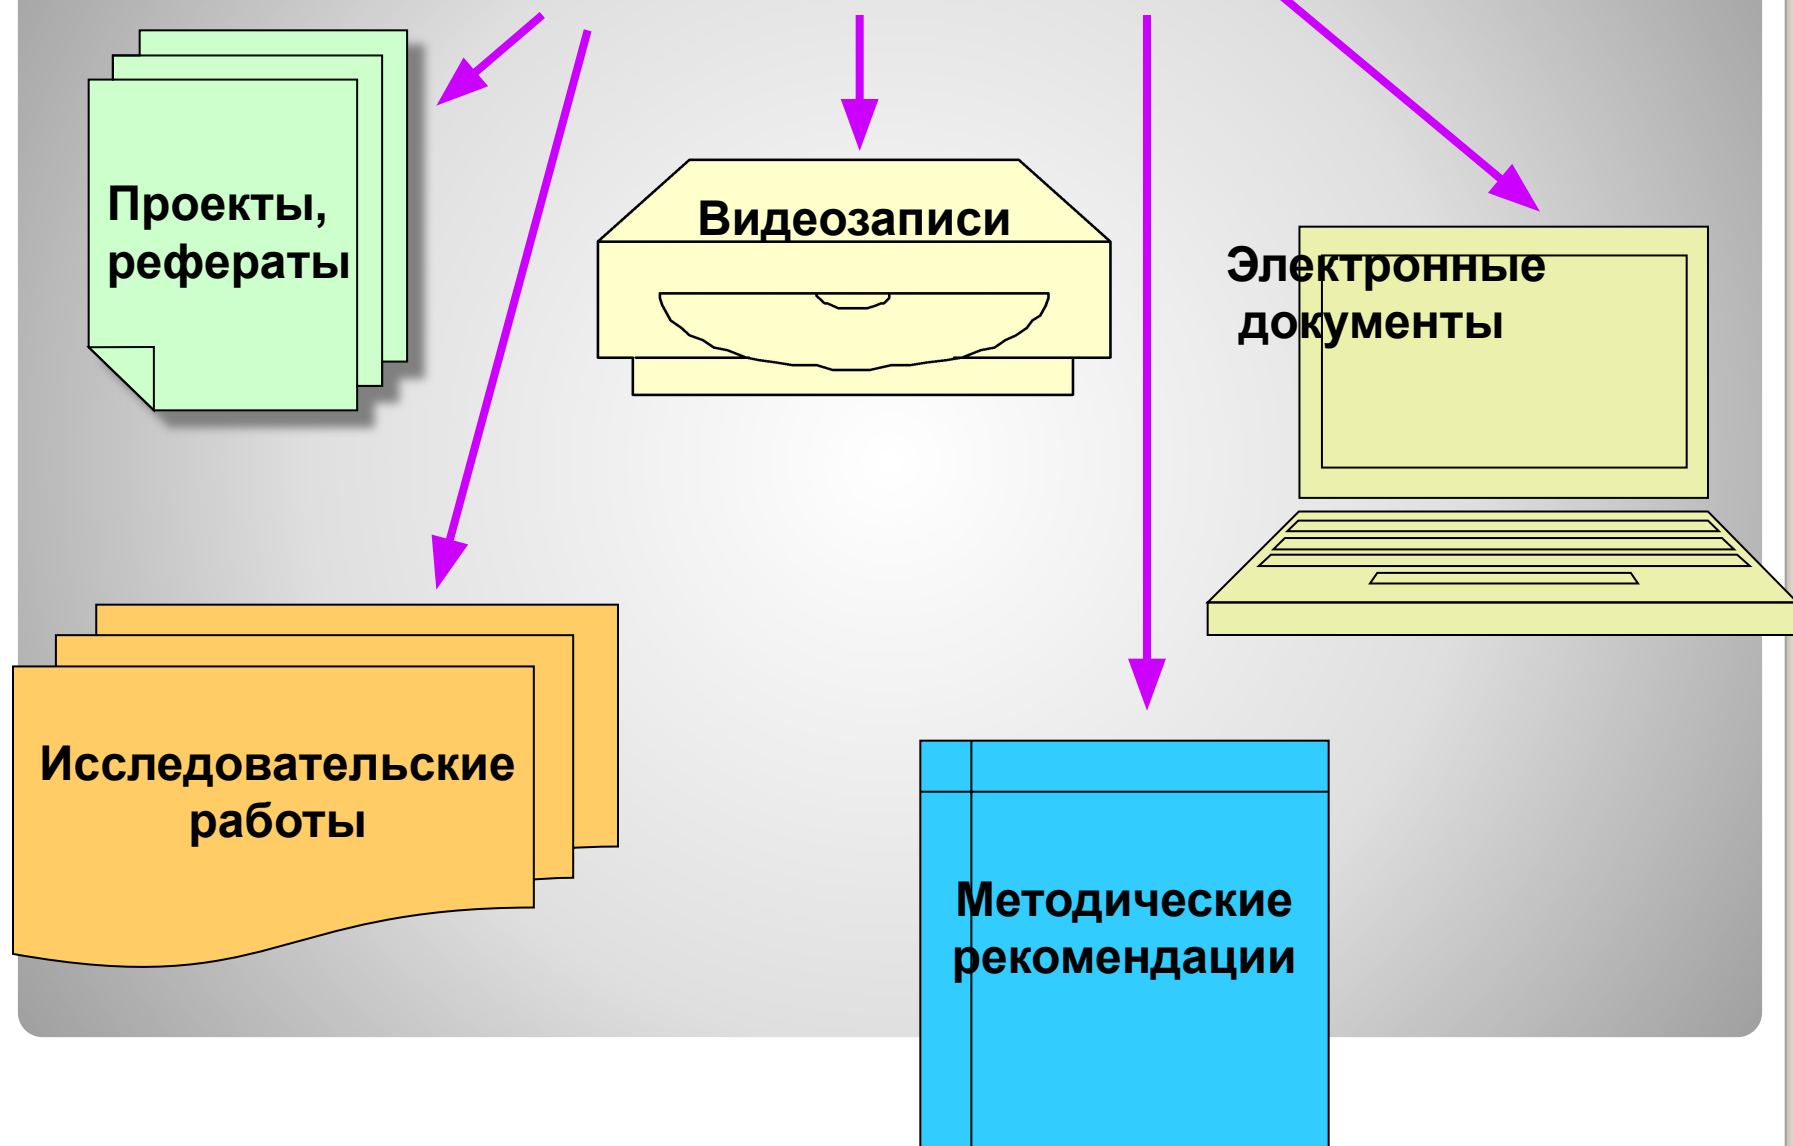 Проекты,
рефераты
Видеозаписи
Электронные
документы
Исследовательские
работы
Методические
рекомендации